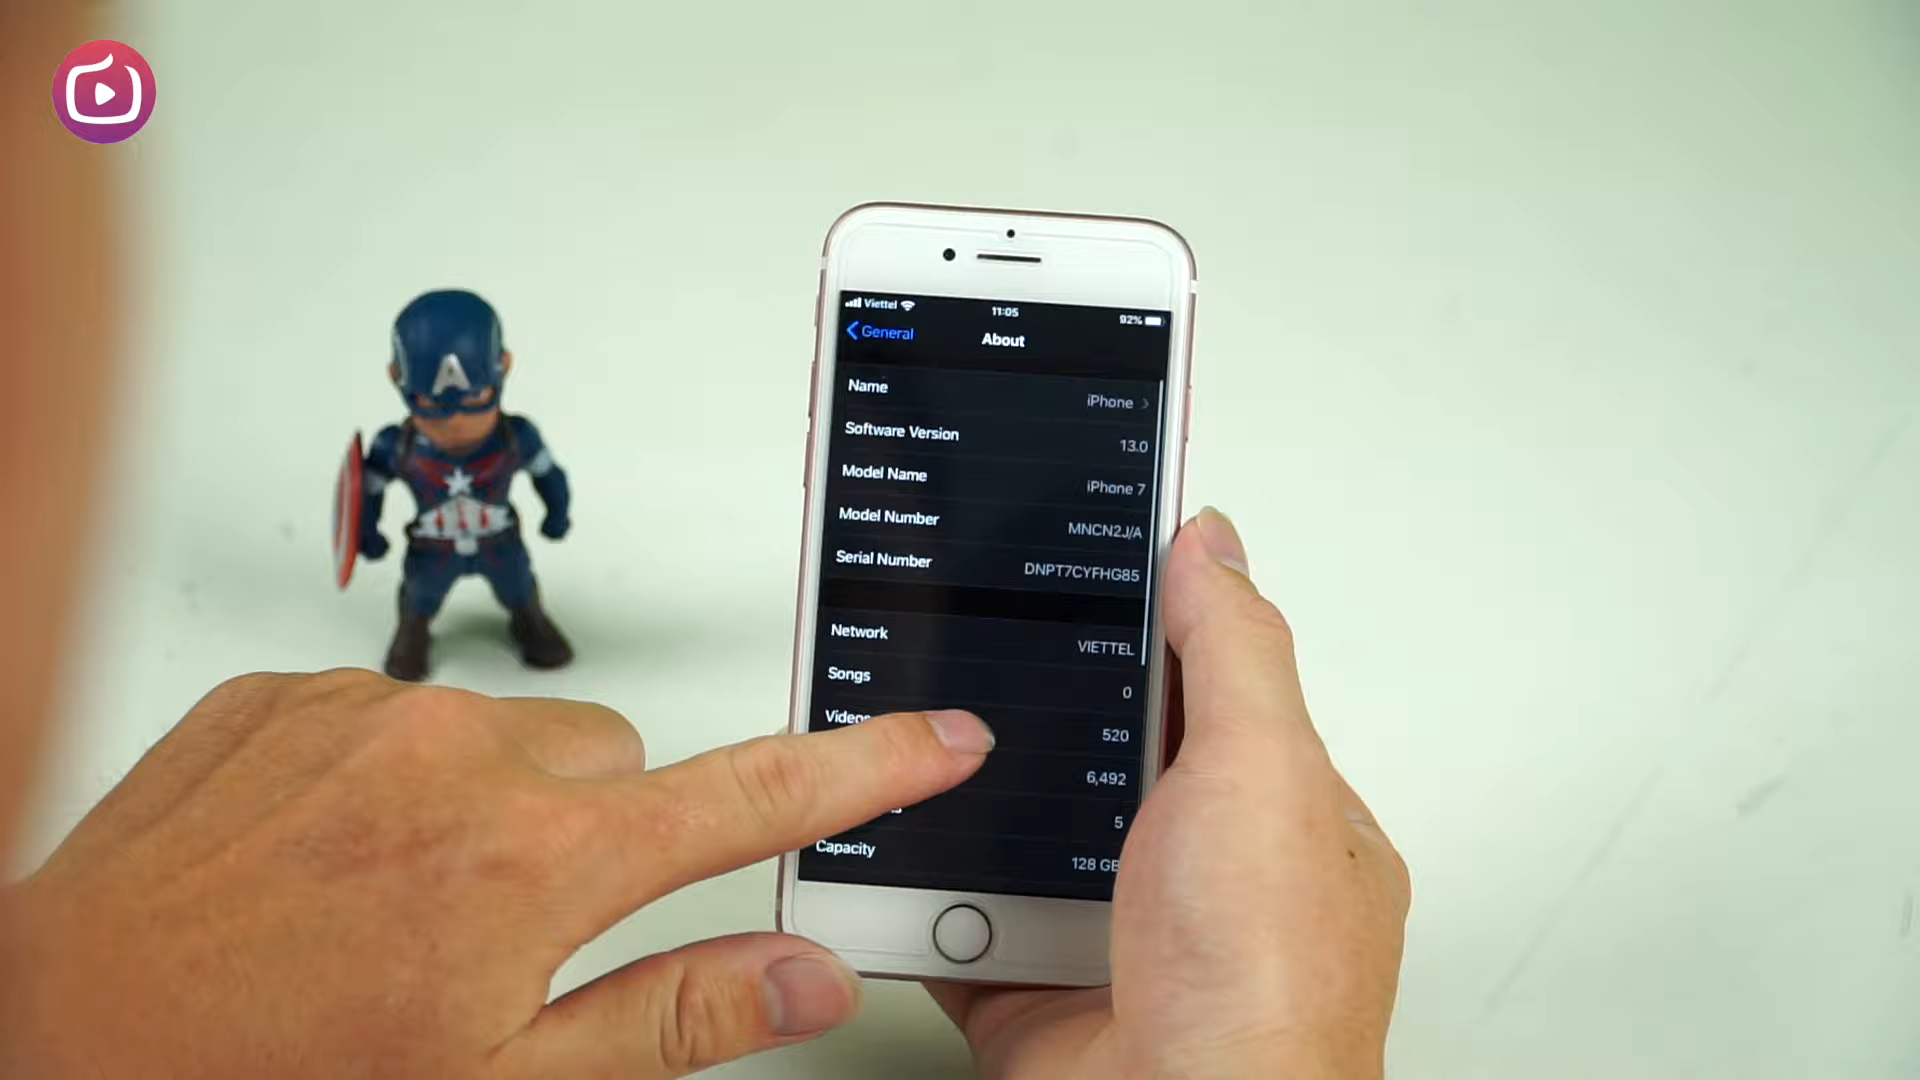 A
Viettel
11:05
92%
General
About
Name
iPhone
Software Version
13.0
Model Name
iPhone 7
Model Number
MNCN2J/A
Serial Number
DNPT7CYFHG85
Network
VIETTEL
Songs
0
Videos
520
6,492
5
Capacity
128 GB